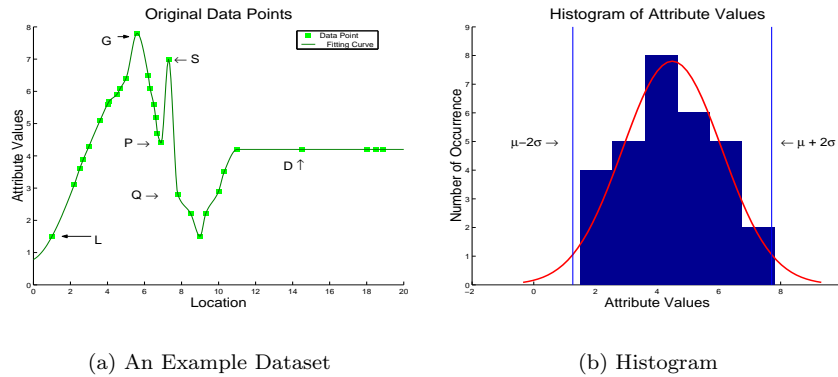 Original Data Points
Data Point
Fitting Curve
G
← S
P →
Q →
D ↑
← L
Attribute Values
8
7
6
5
4
3
2
1
0
0 2 4 6 8 10 12 14 16 18 20
Location
(a) An Example Dataset
Histogram of Attribute Values
Number of Occurrence
9
8
7
6
5
4
3
2
1
0
μ−2σ →
← μ + 2σ
−2 0 2 4 6 8
Attribute Values
(b) Histogram